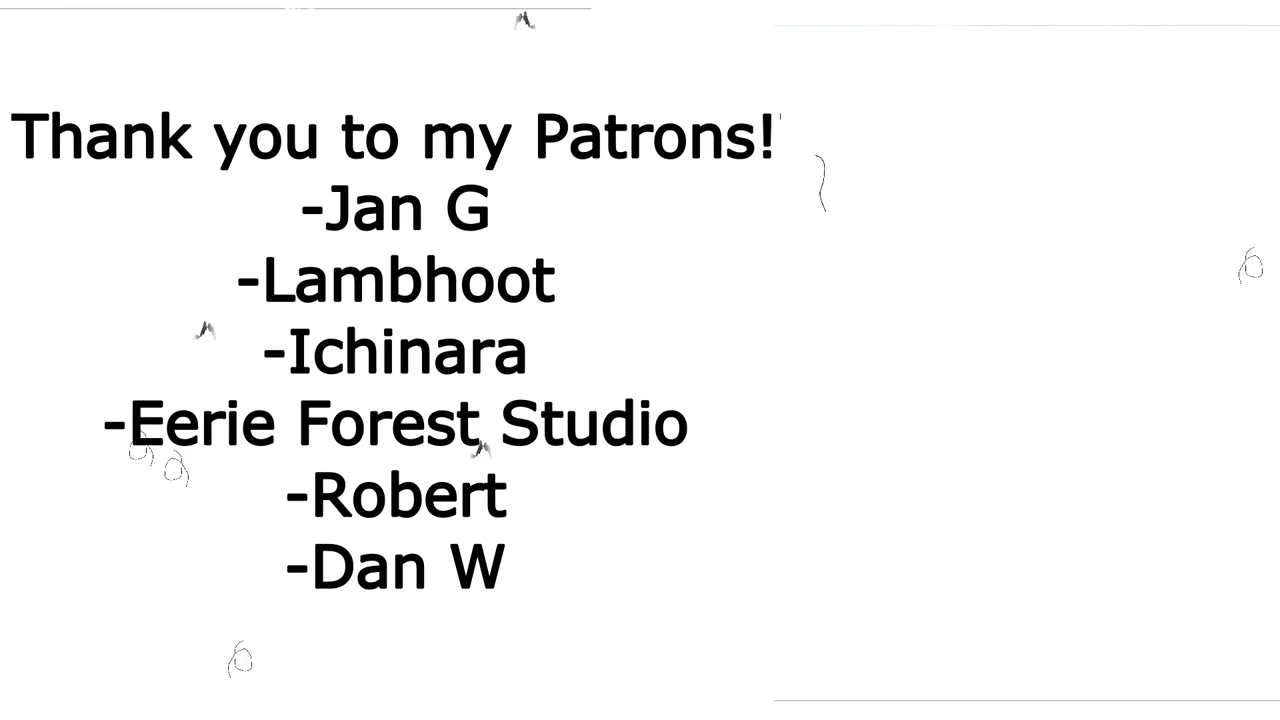 Thank you to my Patrons!
-Jan G
-Lambhoot
-Ichinara
-Eerie Forest Studio
-Robert
-Dan W